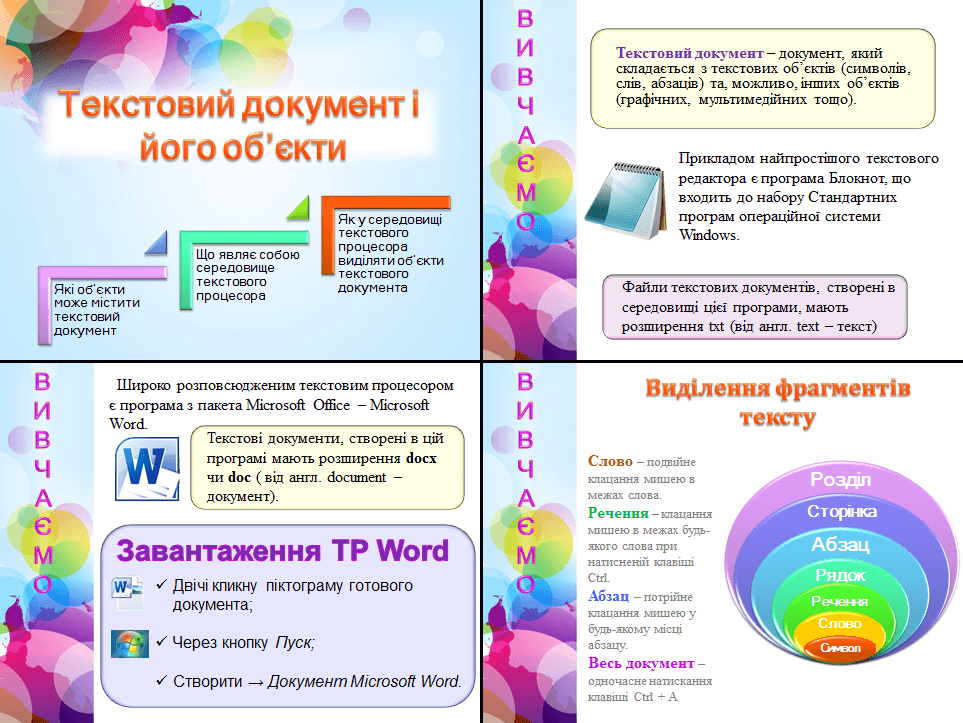 Текстовий документ і
його об’єкти
Які об’єкти
може містити
текстовий
документ
Що являє собою
середовище
текстового
процесора
Як у середовищі
текстового
процесора
виділяти об’єкти
текстового
документа
В
И
В
Ч
А
Є
М
О
Текстовий документ – документ, який
складається з текстових об’єктів (символів,
слів, абзаців) та, можливо, інших об’єктів
(графічних, мультимедійних тощо).
Прикладом найпростішого текстового
редактора є програма Блокнот, що
входить до набору Стандартних
програм операційної системи
Windows.
Файли текстових документів, створені в
середовищі цієї програми, мають
розширення txt (від англ. text – текст)
В
И
В
Ч
А
Є
М
О
Широко розповсюдженим текстовим процесором
є програма з пакета Microsoft Office – Microsoft
Word.
W
Текстові документи, створені в цій
програмі мають розширення docx
чи doc ( від англ. document –
документ).
Завантаження ТР Word
W
✓ Двічі кликну піктограму готового
документа;
✓ Через кнопку Пуск;
✓ Створити → Документ Microsoft Word.
В
И
В
Ч
А
Є
М
О
Виділення фрагментів
тексту
Слово – подвійне
клацання мишею в
межах слова.
Речення – клацання
мишею в межах будь-
якого слова при
натисненій клавіші
Ctrl.
Абзац – потрійне
клацання мишею у
будь-якому місці
абзацу.
Весь документ –
одночасне натискання
клавіші Ctrl + A
Розділ
Сторінка
Абзац
Рядок
Речення
Слово
Символ